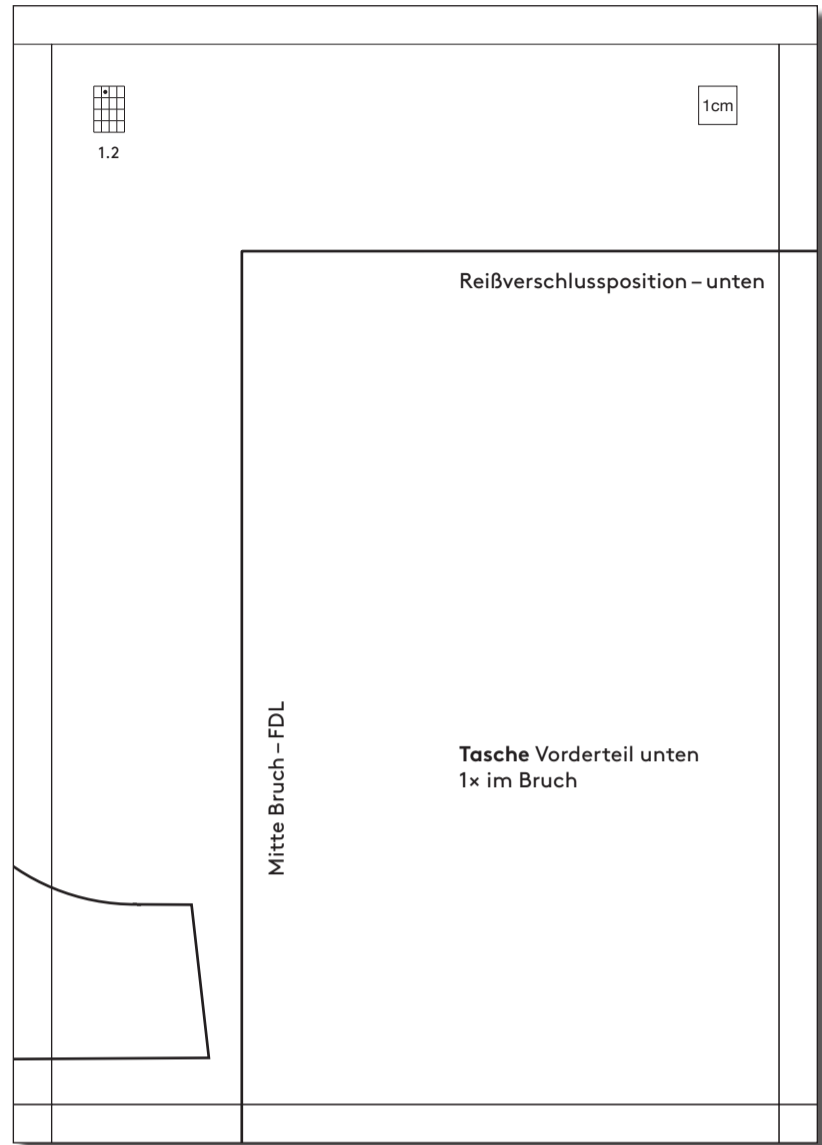 1.2
1cm
Reißverschlussposition – unten
Mitte Bruch – FDL
Tasche Vorderteil unten
1× im Bruch